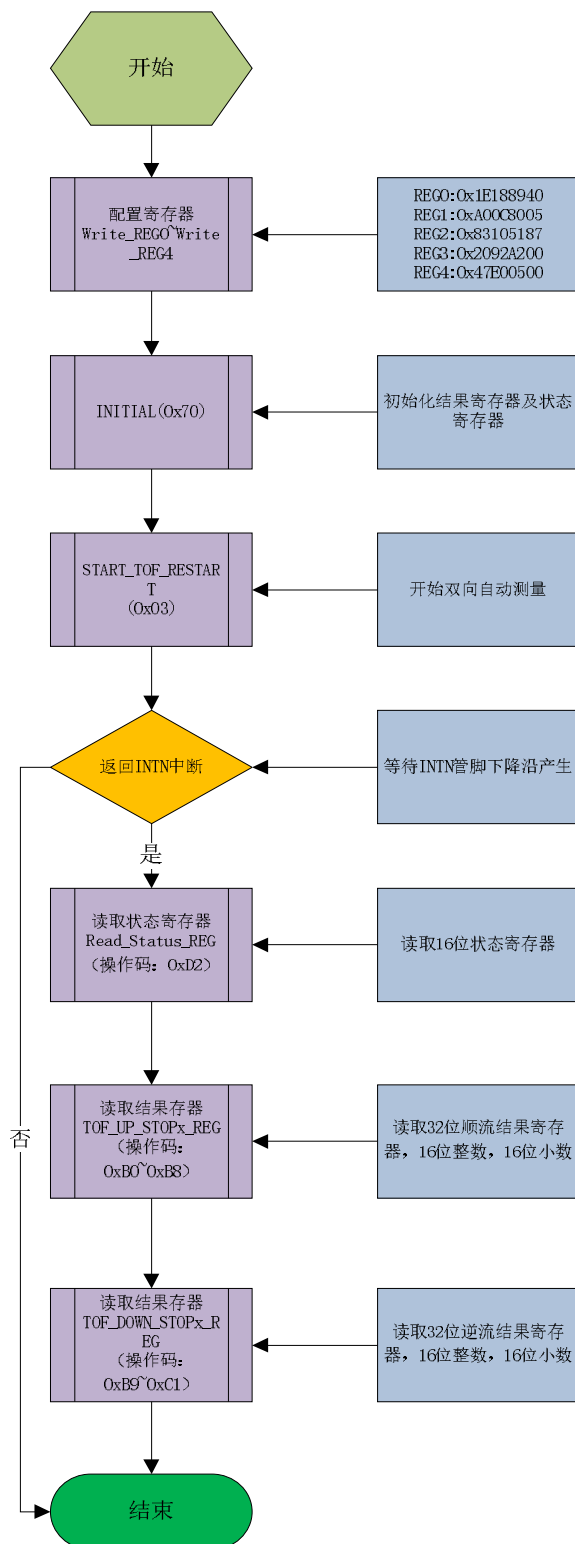 开始
配置寄存器
Write_REG0~Write
_REG4
REG0:0x1E188940
REG1:0xA00C8005
REG2:0x83105187
REG3:0x2092A200
REG4:0x47E00500
INITIAL(0x70)
初始化结果寄存器及状态
寄存器
START_TOF_RESTAR
T
(0x03)
开始双向自动测量
返回INTN中断
等待INTN管脚下降沿产生
是
读取状态寄存器
Read_Status_REG
（操作码：0xD2）
读取16位状态寄存器
否
读取结果存器
TOF_UP_STOPx_REG
（操作码：
0xB0~0xB8）
读取32位顺流结果寄存
器，16位整数，16位小数
读取结果存器
TOF_DOWN_STOPx_R
EG
（操作码：
0xB9~0xC1）
读取32位逆流结果寄存
器，16位整数，16位小数
结束